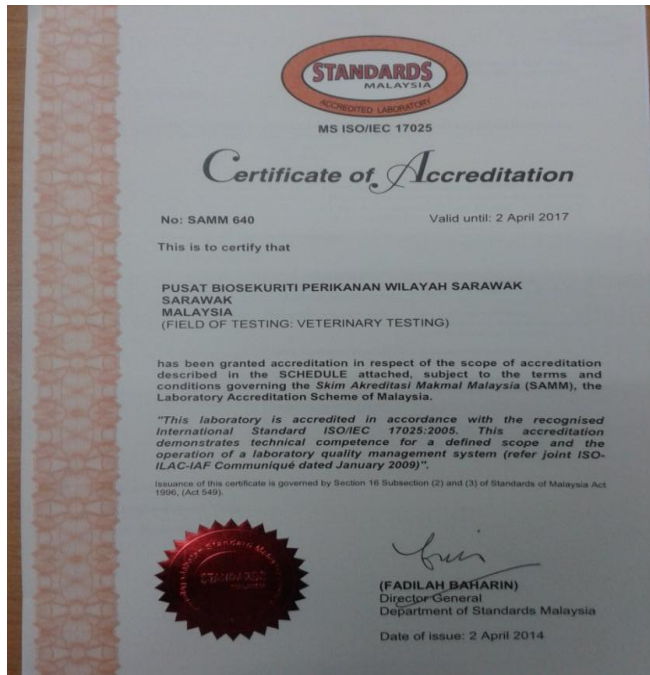 STANDARDS
MALAYSIA
ACCREDITED LABORATORY
MS ISO/IEC 17025
Certificate of Accreditation
No: SAMM 640
Valid until: 2 April 2017
This is to certify that
PUSAT BIOSEKURITI PERIKANAN WILAYAH SARAWAK
SARAWAK
MALAYSIA
(FIELD OF TESTING: VETERINARY TESTING)
has been granted accreditation in respect of the scope of accreditation
described in the SCHEDULE attached, subject to the terms and
conditions governing the Skim Akreditasi Makmal Malaysia (SAMM), the
Laboratory Accreditation Scheme of Malaysia.
"This laboratory is accredited in accordance with the recognised
International Standard ISO/IEC 17025:2005. This accreditation
demonstrates technical competence for a defined scope and the
operation of a laboratory quality management system (refer joint ISO-
ILAC-IAF Communiqué dated January 2009)".
Issuance of this certificate is governed by Section 16 Subsection (2) and (3) of Standards of Malaysia Act
1996, (Act 549).
STANDARDS
MALAYSIA
(FADILAH BAHARIN)
Director General
Department of Standards Malaysia
Date of issue: 2 April 2014